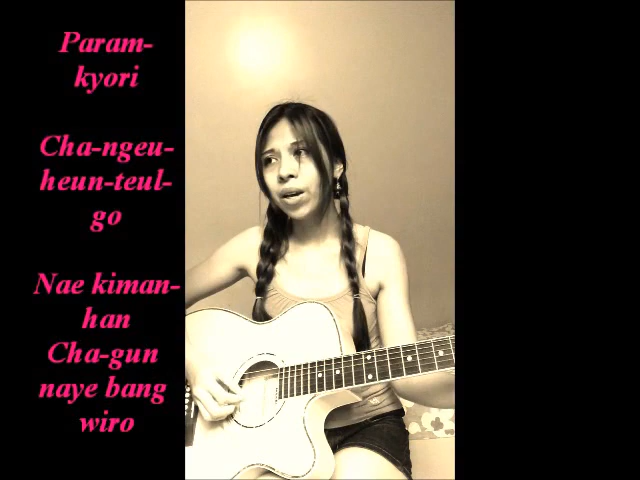 Param-
kyori
Cha-ngeu-
heun-teul-
go
Nae kiman-
han
Cha-gun
naye bang
wiro